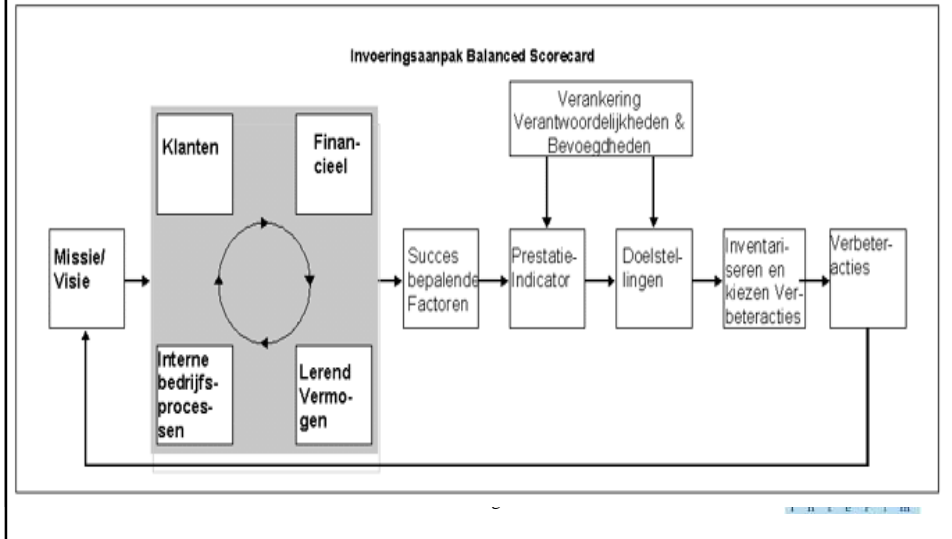 Invoeringsaanpak Balanced Scorecard
Verankering
Verantwoordelijkheden &
Bevoegdheden
Klanten
Finan-
cieel
Missie/
Visie
Succes
bepalende
Factoren
Prestatie-
Indicator
Doelstel-
lingen
Inventari-
seren en
kiezen Ver-
beteracties
Verbeter-
acties
Interne
bedrijfs-
proces-
sen
Lerend
Vermo-
gen